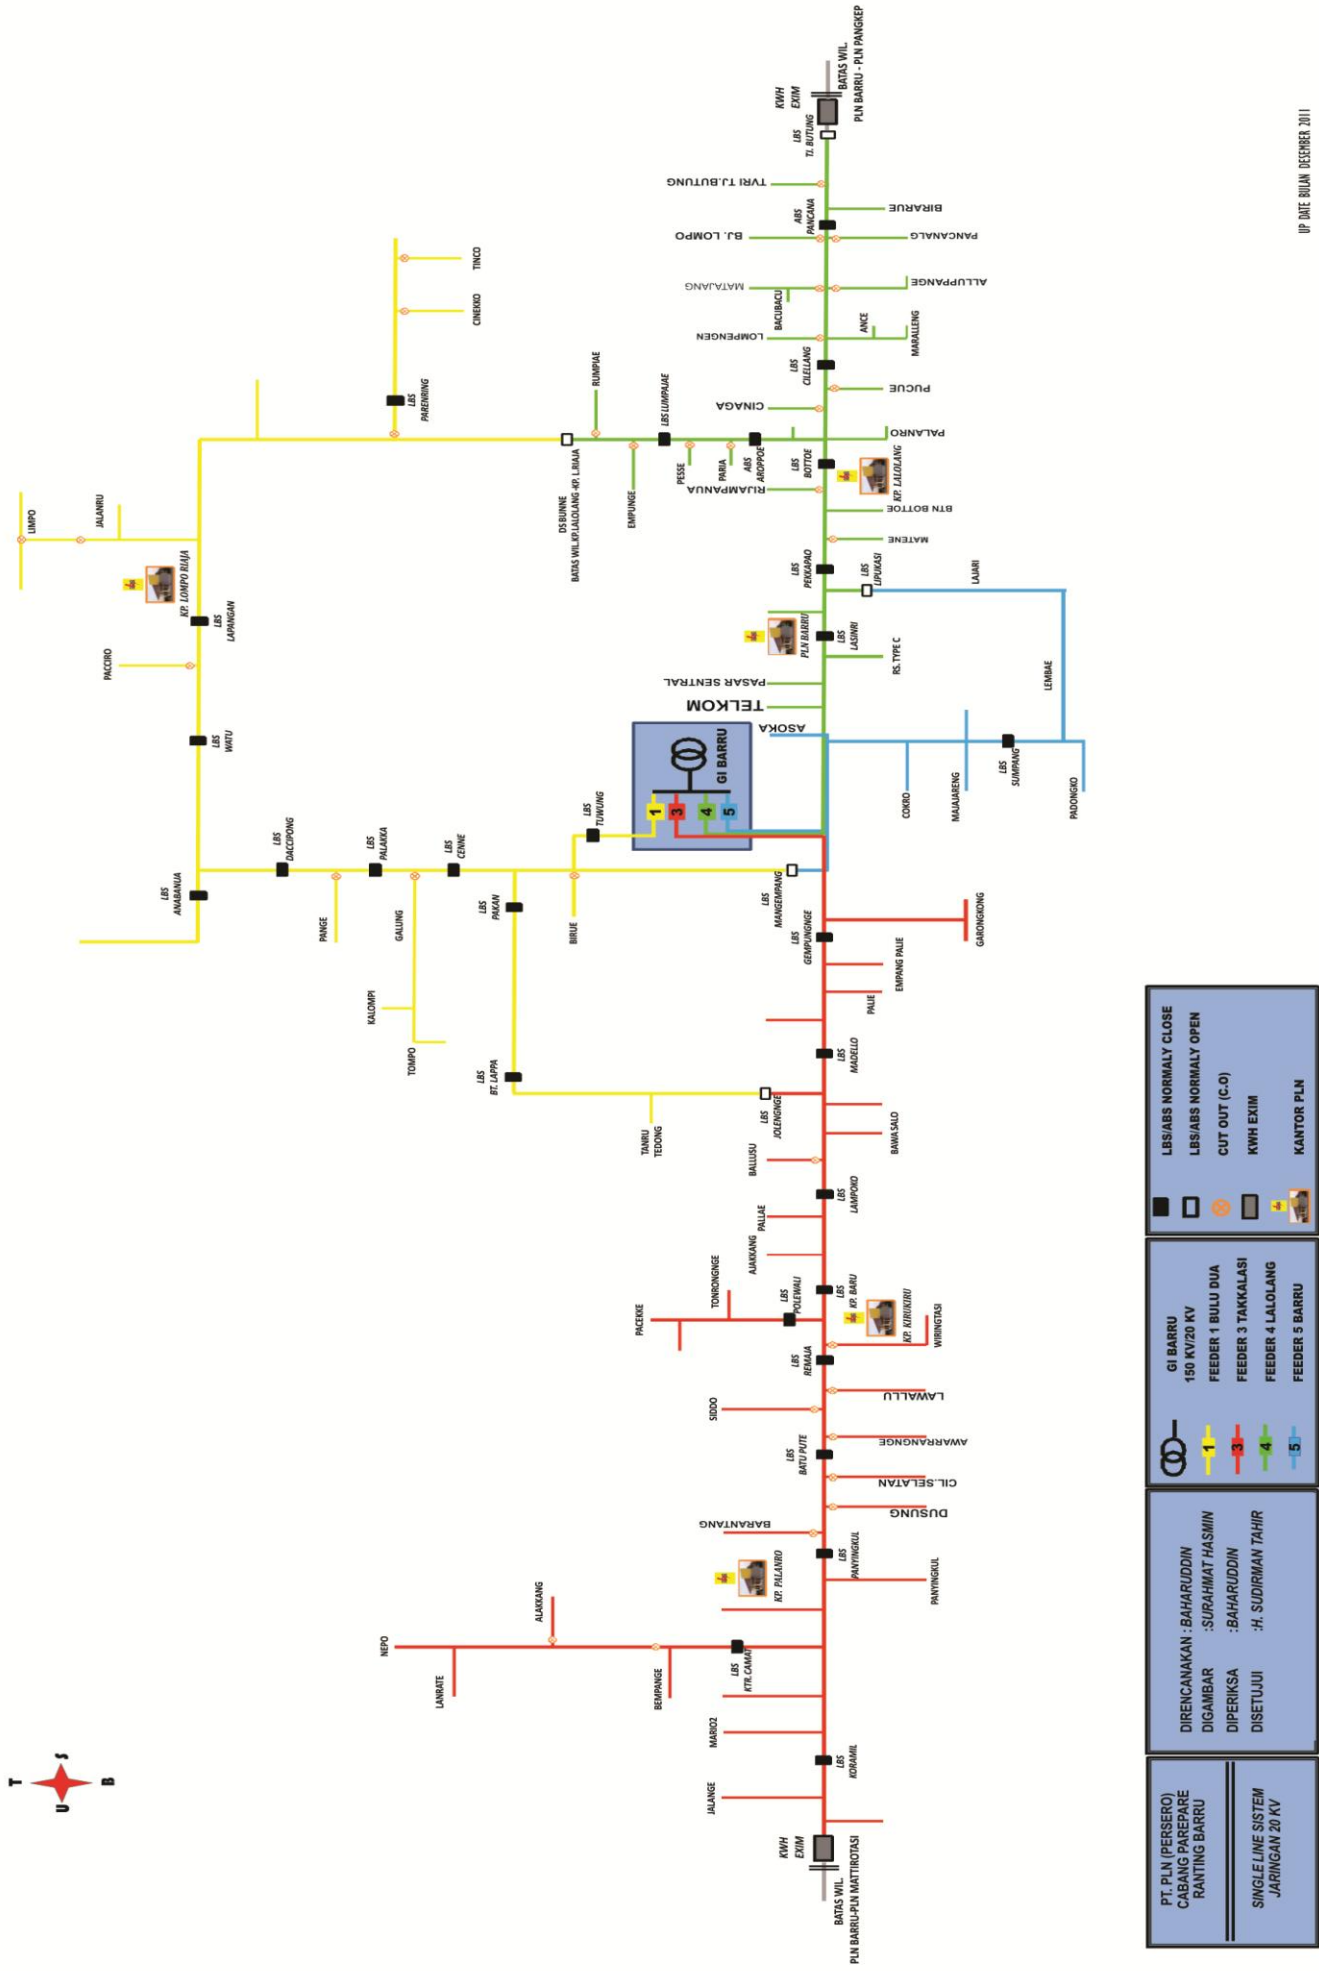 T
U
S
B
LIMPO
JALANRU
KP. LOMPO RIAJA
PACCIRO
LBS
LAPANGAN
LBS
WATU
LBS
ANABANUA
LBS
DACCIPONG
PANGE
LBS
PALAKKA
GALUNG
KALOMPI
TOMPO
LBS
CENNE
LBS
PAKAN
LBS
BT. LAPPA
BIRUE
LBS
TUWUNG
TANRU
TEDONG
TINCO
CINEKKO
LBS
PARENRING
DS BUNNE
BATAS WIL.KP.LALOLANG -KP. L.RIAJA
RUMPIAE
EMPUNGE
LBS LUMPAJAE
PESSE
PARIA
ABS
AROPPOE
1
3
4
5
GI BARRU
LBS
MANGEMPANG
LBS
JOLENGNGE
BATAS WIL.
PLN BARRU-PLN MATTIROTASI
KWH
EXIM
JALANGE
LBS
KORAMIL
MARIO2
NEPO
LANRATE
ALAKKANG
BEMPANGE
LBS
KTR. CAMAT
KP. PALANRO
PANYINGKUL
LBS
PANYINGKUL
BARANTANG
DUSUNG
CIL.SELATAN
LBS
BATU PUTE
AWARRANGNGE
SIDDO
LAWALLU
LBS
REMAJA
WIRINGTASI
KP. KIRUKIRU
PACEKKE
TONRONGNGE
LBS
POLEWALI
LBS
KP. BARU
AJAKKANG
PALLAE
LBS
LAMPOKO
BALLUSU
BAWASALO
LBS
MADELLO
PALIE
EMPANG PALIE
LBS
GEMPUNGNGE
GARONGKONG
ASOKA
TELKOM
PASAR SENTRAL
RS. TYPE C
LBS
LASINRI
PLN BARRU
LBS
PEKKAPAO
LBS
LIPUKASI
LAJARI
LEMBAE
COKRO
MAJAJARENG
LBS
SUMPANG
PADONGKO
MATENE
BTN BOTTOE
RIJAMPANUA
LBS
BOTTOE
KP. LALOLANG
PALANRO
CINAGA
PUCUE
LBS
CILELLANG
LOMPENGEN
ANCE
MARALLENG
BACUBACU
MATAJANG
ALLUPPANGE
BJ. LOMPO
PANCANALG
ABS
PANCANA
BIRARUE
TVRI TJ.BUTUNG
LBS
TJ. BUTUNG
KWH
EXIM
BATAS WIL.
PLN BARRU - PLN PANGKEP
PT. PLN (PERSERO)
CABANG PAREPARE
RANTING BARRU
SINGLE LINE SISTEM
JARINGAN 20 KV
DIRENCANAKAN : BAHARUDDIN
DIGAMBAR :SURAHMAT HASMIN
DIPERIKSA :BAHARUDDIN
DISETUJUI :H. SUDIRMAN TAHIR
GI BARRU
150 KV/20 KV
1 FEEDER 1 BULU DUA
3 FEEDER 3 TAKKALASI
4 FEEDER 4 LALOLANG
5 FEEDER 5 BARRU
LBS/ABS NORMALY CLOSE
LBS/ABS NORMALY OPEN
CUT OUT (C.O)
KWH EXIM
KANTOR PLN
UP DATE BULAN DESEMBER 2011